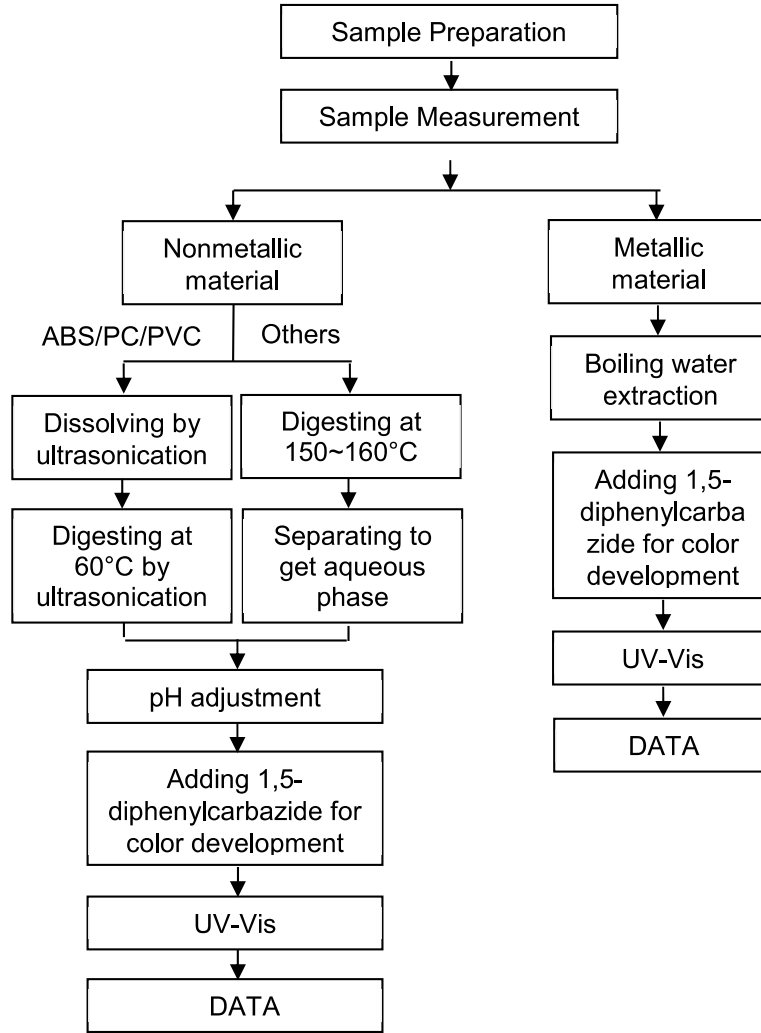 Sample Preparation
Sample Measurement
Nonmetallic
material
ABS/PC/PVC
Others
Dissolving by
ultrasonication
Digesting at
150~160°C
Digesting at
60°C by
ultrasonication
Separating to
get aqueous
phase
pH adjustment
Adding 1,5-
diphenylcarbazide for
color development
UV-Vis
DATA
Metallic
material
Boiling water
extraction
Adding 1,5-
diphenylcarba
zide for color
development
UV-Vis
DATA